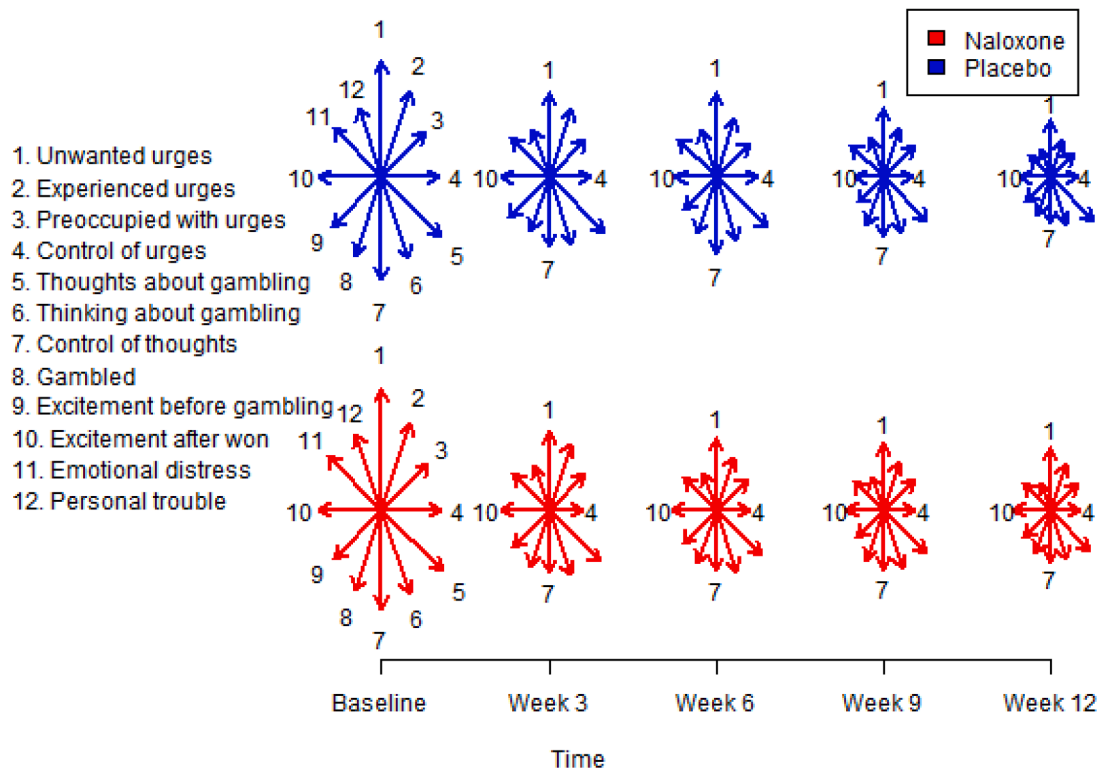 Naloxone
Placebo
1. Unwanted urges
2. Experienced urges
3. Preoccupied with urges
4. Control of urges
5. Thoughts about gambling
6. Thinking about gambling
7. Control of thoughts
8. Gambled
9. Excitement before gambling
10. Excitement after won
11. Emotional distress
12. Personal trouble
1
2
3
4
5
6
7
8
9
10
11
12
1
4
7
10
1
4
7
10
1
4
7
10
1
4
7
10
1
2
3
4
5
6
7
8
9
10
11
12
1
4
7
10
1
4
7
10
1
4
7
10
1
4
7
10
Baseline
Week 3
Week 6
Week 9
Week 12
Time